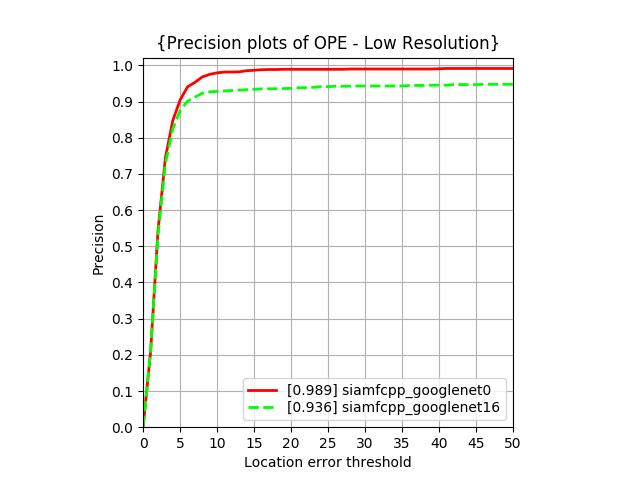 {Precision plots of OPE - Low Resolution}
1.0
0.9
0.8
0.7
0.6
0.5
0.4
0.3
0.2
0.1
0.0
Precision
[0.989] siamfcpp_googlenet0
[0.936] siamfcpp_googlenet16
0 5 10 15 20 25 30 35 40 45 50
Location error threshold